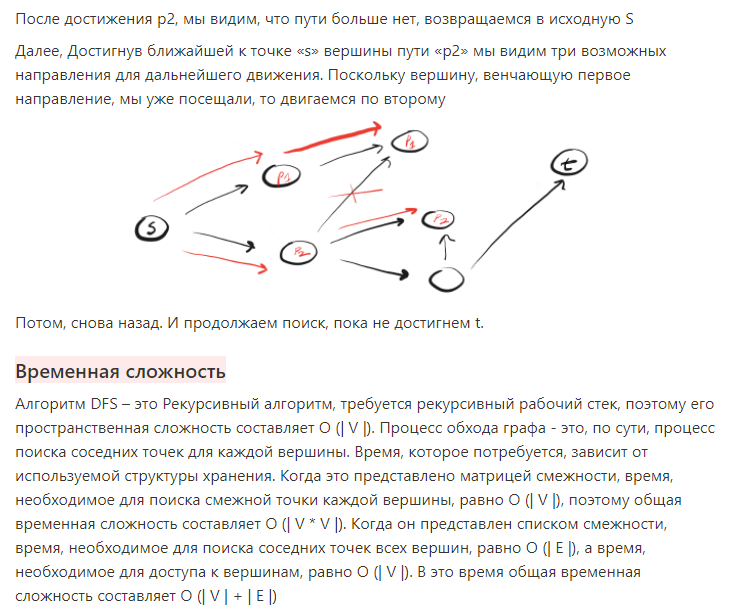 После достижения p2, мы видим, что пути больше нет, возвращаемся в исходную S
Далее, Достигнув ближайшей к точке «s» вершины пути «p2» мы видим три возможных
направления для дальнейшего движения. Поскольку вершину, венчающую первое
направление, мы уже посещали, то двигаемся по второму
P1
P1
t
S
P2
P2
Потом, снова назад. И продолжаем поиск, пока не достигнем t.
Временная сложность
Алгоритм DFS – это Рекурсивный алгоритм, требуется рекурсивный рабочий стек, поэтому его
пространственная сложность составляет O (| V |). Процесс обхода графа - это, по сути, процесс
поиска соседних точек для каждой вершины. Время, которое потребуется, зависит от
используемой структуры хранения. Когда это представлено матрицей смежности, время,
необходимое для поиска смежной точки каждой вершины, равно O (| V |), поэтому общая
временная сложность составляет O (| V * V |). Когда он представлен списком смежности,
время, необходимое для поиска соседних точек всех вершин, равно O (| E |), а время,
необходимое для доступа к вершинам, равно O (| V |). В это время общая временная
сложность составляет O (| V | + | E |)